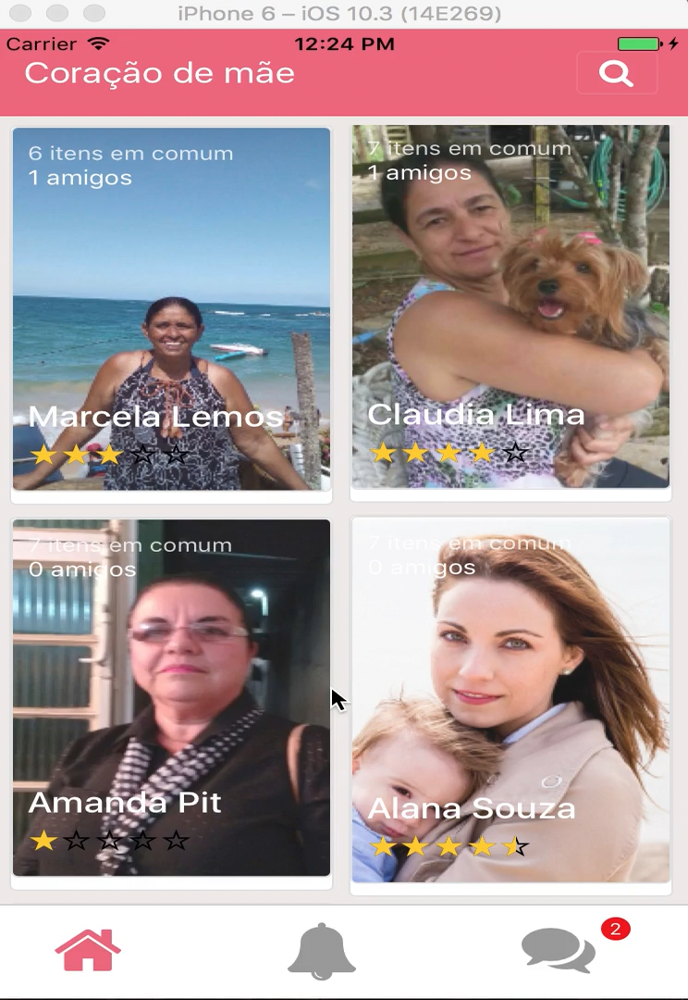 iPhone 6 – iOS 10.3 (14E269)
Carrier 12:24 PM
Coração de mãe
6 itens em comum
1 amigos
Marcela Lemos
7 itens em comum
1 amigos
Claudia Lima
7 itens em comum
0 amigos
Amanda Pit
7 itens em comum
0 amigos
Alana Souza
2